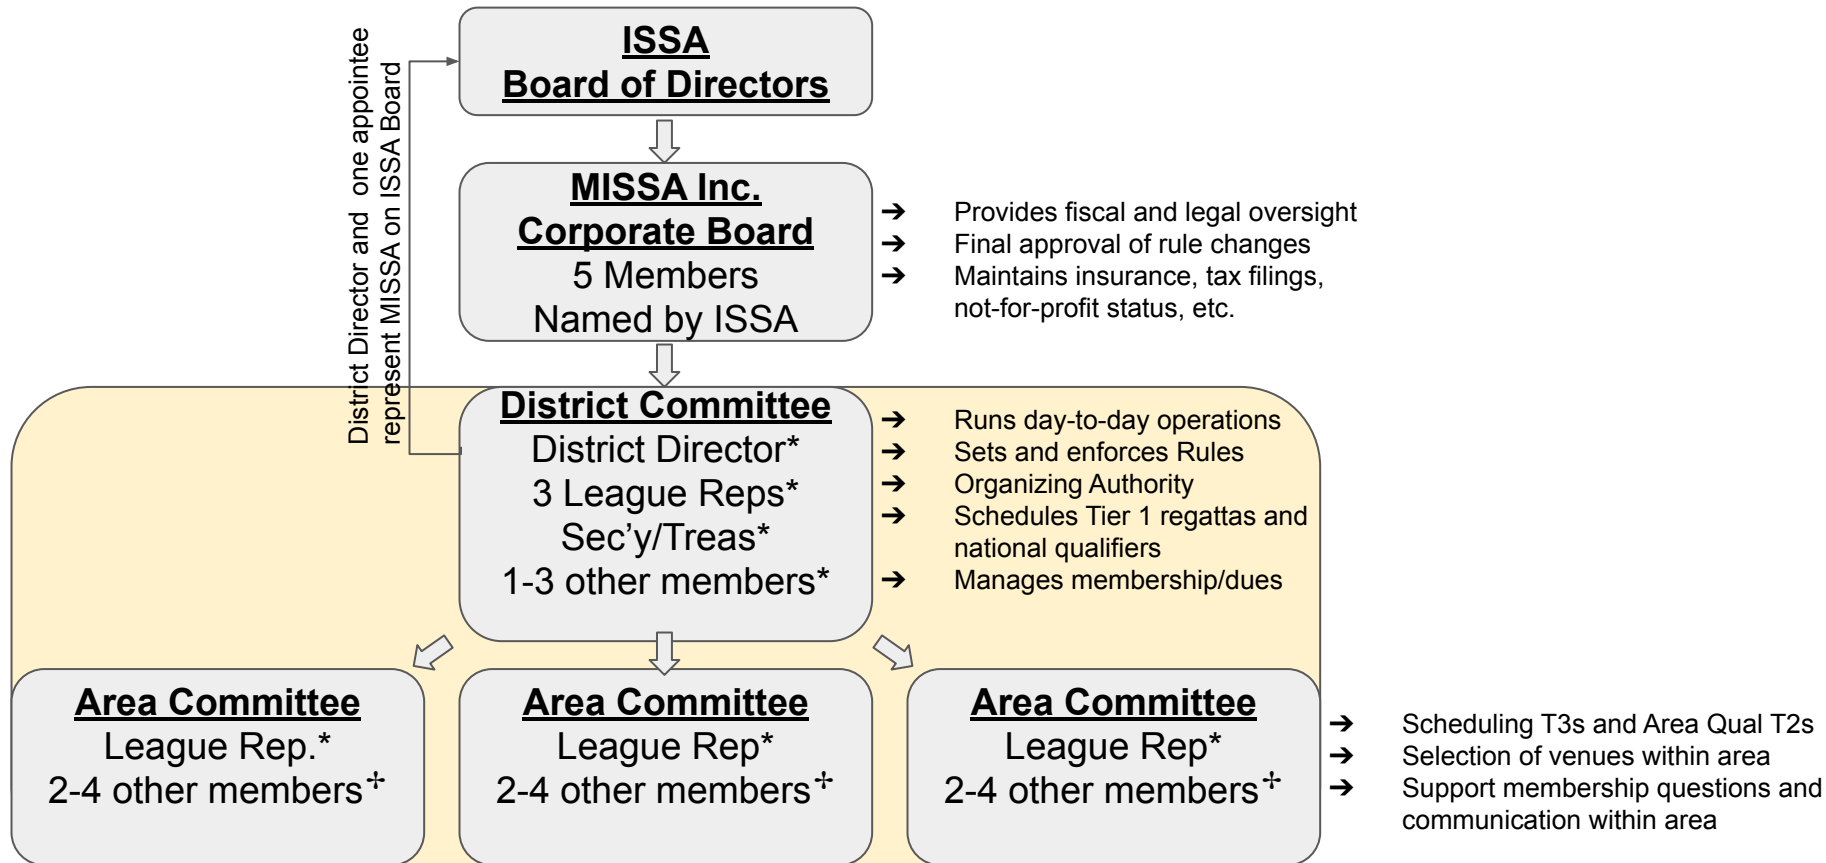 District Director and one appointee
represent MISSA on ISSA Board
ISSA
Board of Directors
MISSA Inc.
Corporate Board
5 Members
Named by ISSA
➔ Provides fiscal and legal oversight
➔ Final approval of rule changes
➔ Maintains insurance, tax filings,
not-for-profit status, etc.
District Committee
District Director*
3 League Reps*
Sec’y/Treas*
1-3 other members*
➔ Runs day-to-day operations
➔ Sets and enforces Rules
➔ Organizing Authority
➔ Schedules Tier 1 regattas and
national qualifiers
➔ Manages membership/dues
Area Committee
League Rep.*
2-4 other members✢
Area Committee
League Rep*
2-4 other members✢
Area Committee
League Rep*
2-4 other members✢
➔ Scheduling T3s and Area Qual T2s
➔ Selection of venues within area
➔ Support membership questions and
communication within area